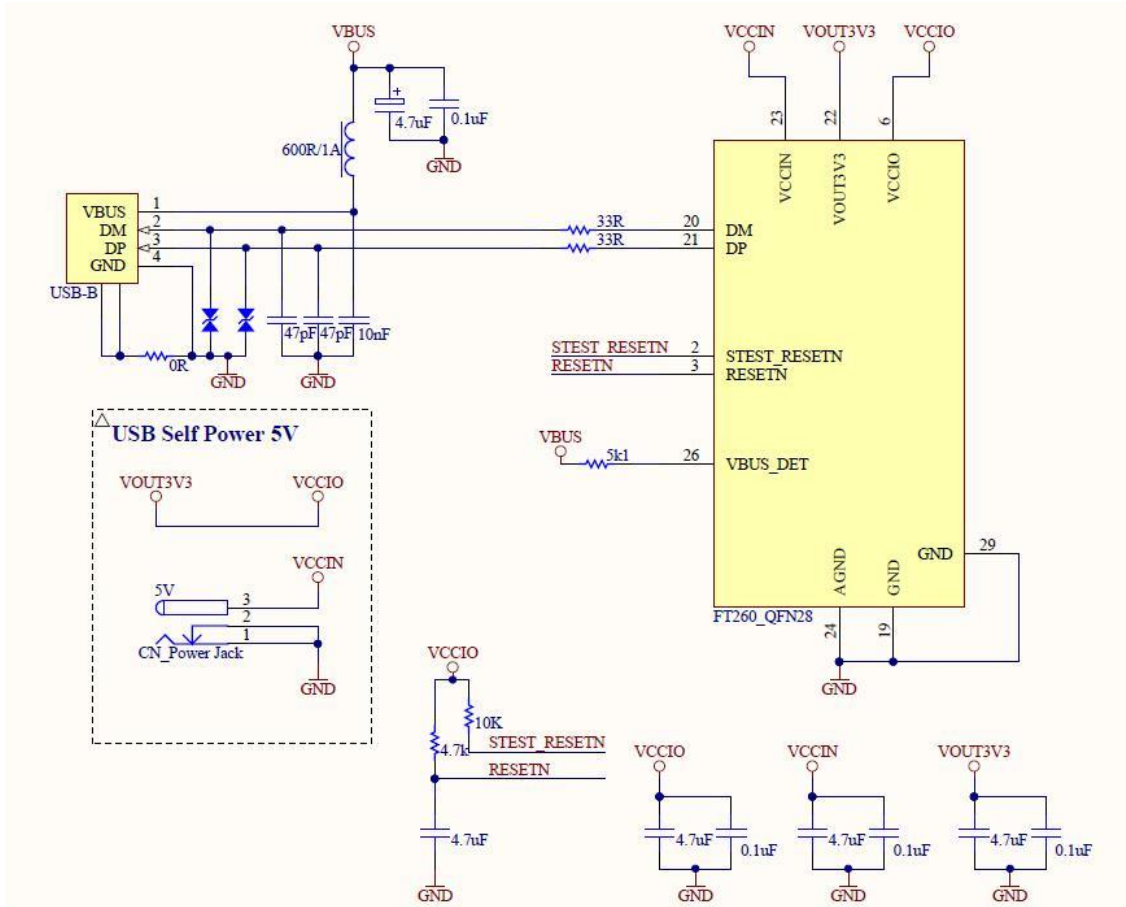 VBUS
VCCIN
VOUT3V3
VCCIO
+
4.7uF
0.1uF
GND
600R/1A
23
22
6
VCCIN
VOUT3V3
VCCIO
VBUS
1
DM
2
33R
20
DM
DP
3
33R
21
DP
GND
4
USB-B
47pF
47pF
10nF
0R
GND
GND
STEST_RESETN
2
STEST_RESETN
RESETN
3
RESETN
USB Self Power 5V
VBUS
5k1
26
VBUS_DET
VOUT3V3
VCCIO
VCCIN
5V
3
2
1
CN_Power Jack
GND
AGND
GND
GND
29
FT260_QFN28
24
19
GND
VCCIO
10K
4.7k
STEST_RESETN
RESETN
4.7uF
GND
VCCIO
4.7uF
0.1uF
GND
VCCIN
4.7uF
0.1uF
GND
VOUT3V3
4.7uF
0.1uF
GND